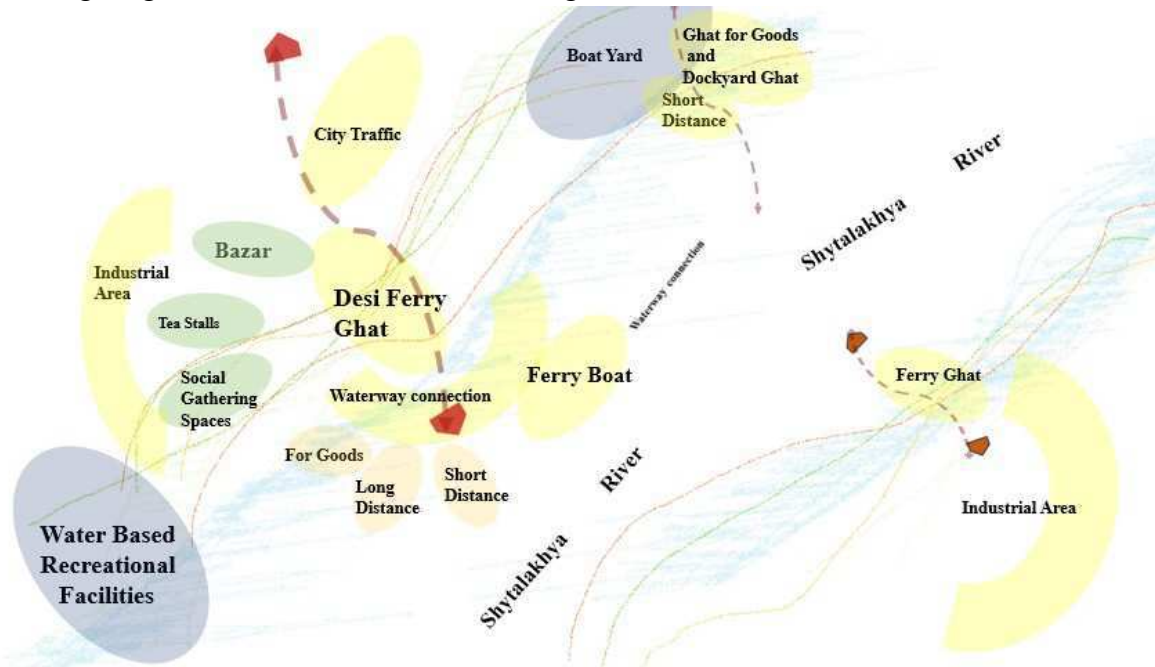 Boat Yard
Ghat for Goods
and
Dockyard Ghat
Short
Distance
City Traffic
River
Shytalakhya
Bazar
Industrial
Area
Waterway connection
Desi Ferry
Ghat
Tea Stalls
Ferry Boat
Ferry Ghat
Social
Gathering
Spaces
Waterway connection
For Goods
Long
Distance
Short
Distance
River
Shytalakhya
Industrial Area
Water Based
Recreational
Facilities